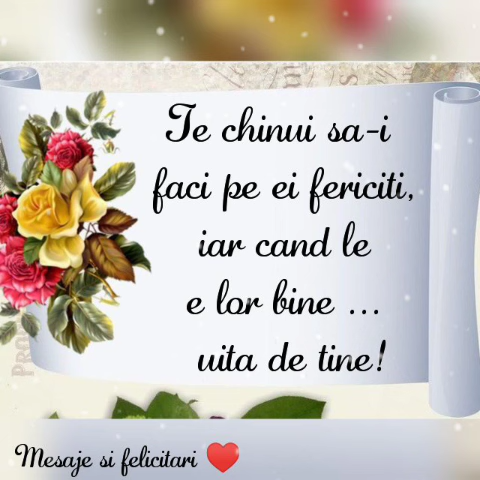 Te chinui sa-i
faci pe ei fericiti,
iar cand le
e lor bine ...
uita de tine!
Mesaje si felicitari ❤️